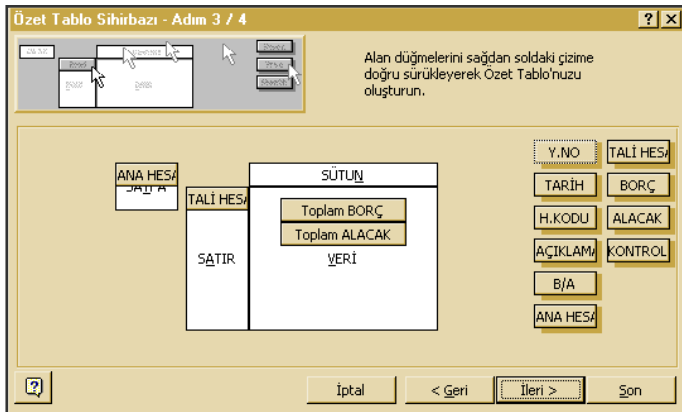 Özet Tablo Sihirbazı - Adım 3 / 4
Alan düğmelerini sağdan soldaki çizime
doğru sürükleyerek Özet Tablo'nuzu
oluşturun.
ANA HESA
TALİ HESA
SÜTUN
Toplam BORÇ
Toplam ALACAK
SATIR
VERİ
Y.NO
TALİ HESA
TARİH
BORÇ
H.KODU
ALACAK
AÇIKLAMA
KONTROL
B/A
ANA HESA
İptal
< Geri
İleri >
Son